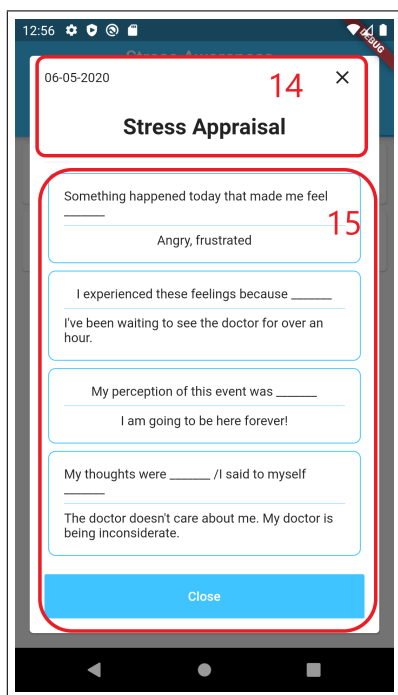 12:56
DEBUG
Stress Awareness
06-05-2020
14
Stress Appraisal
Something happened today that made me feel
______
15
Angry, frustrated
I experienced these feelings because ______
I've been waiting to see the doctor for over an
hour.
My perception of this event was ______
I am going to be here forever!
My thoughts were ______ /I said to myself
______
The doctor doesn't care about me. My doctor is
being inconsiderate.
Close